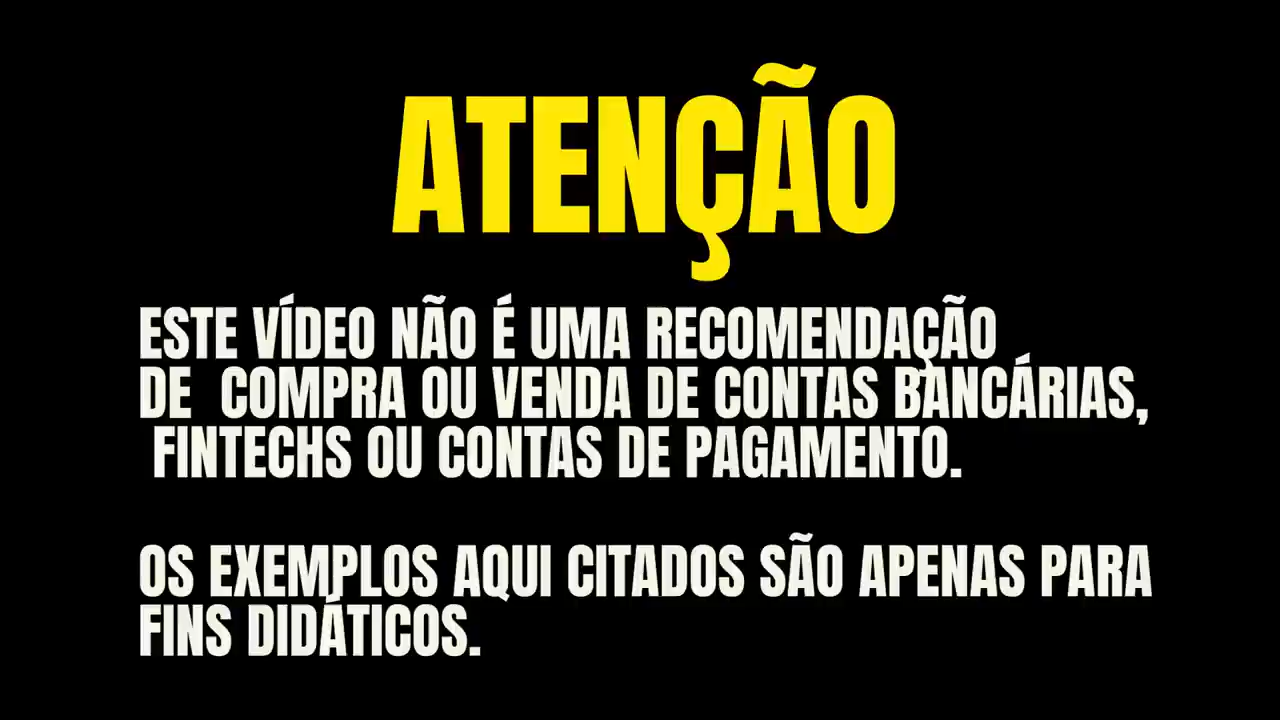 ATENÇÃO
ESTE VÍDEO NÃO É UMA RECOMENDAÇÃO
DE COMPRA OU VENDA DE CONTAS BANCÁRIAS,
FINTECHS OU CONTAS DE PAGAMENTO.
OS EXEMPLOS AQUI CITADOS SÃO APENAS PARA
FINS DIDÁTICOS.